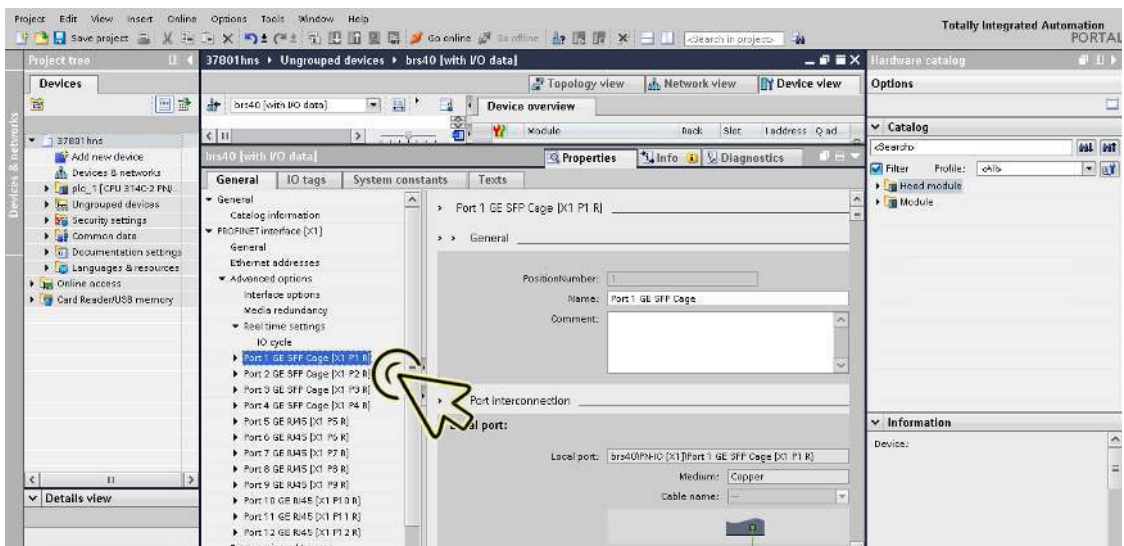 Project Edit View Insert Online Options Tools Window Help
Totally Integrated Automation
PORTAL
Save project
Go online
Go offline
<Search in project>
Project tree
37801hns ▸ Ungrouped devices ▸ brs40 [with I/O data]
Hardware catalog
Devices
Topology view
Network view
Device view
Options
brs40 [with I/O data]
Device overview
Module Rack Slot I address Q ad
Catalog
<Search>
Filter Profile: <All>
Head module
Module
Devices & networks
37801hns
Add new device
Devices & networks
plc_1 [CPU 314C-2 PN/
Ungrouped devices
Security settings
Common data
Documentation settings
Languages & resources
Online access
Card Reader/USB memory
Details view
brs40 [with I/O data]
Properties
Info
Diagnostics
General
IO tags
System constants
Texts
General
Catalog information
PROFINET interface [X1]
General
Ethernet addresses
Advanced options
Interface options
Media redundancy
Real time settings
IO cycle
Port 1 GE SFP Cage [X1 P1 R]
Port 2 GE SFP Cage [X1 P2 R]
Port 3 GE SFP Cage [X1 P3 R]
Port 4 GE SFP Cage [X1 P4 R]
Port 5 GE RJ45 [X1 P5 R]
Port 6 GE RJ45 [X1 P6 R]
Port 7 GE RJ45 [X1 P7 R]
Port 8 GE RJ45 [X1 P8 R]
Port 9 GE RJ45 [X1 P9 R]
Port 10 GE RJ45 [X1 P10 R]
Port 11 GE RJ45 [X1 P11 R]
Port 12 GE RJ45 [X1 P12 R]
Port 1 GE SFP Cage [X1 P1 R]
General
PositionNumber: 1
Name: Port 1 GE SFP Cage
Comment:
Port interconnection
Local port:
Local port: brs40\PN-IO [X1]\Port 1 GE SFP Cage [X1 P1 R]
Medium: Copper
Cable name: ---
Information
Device: